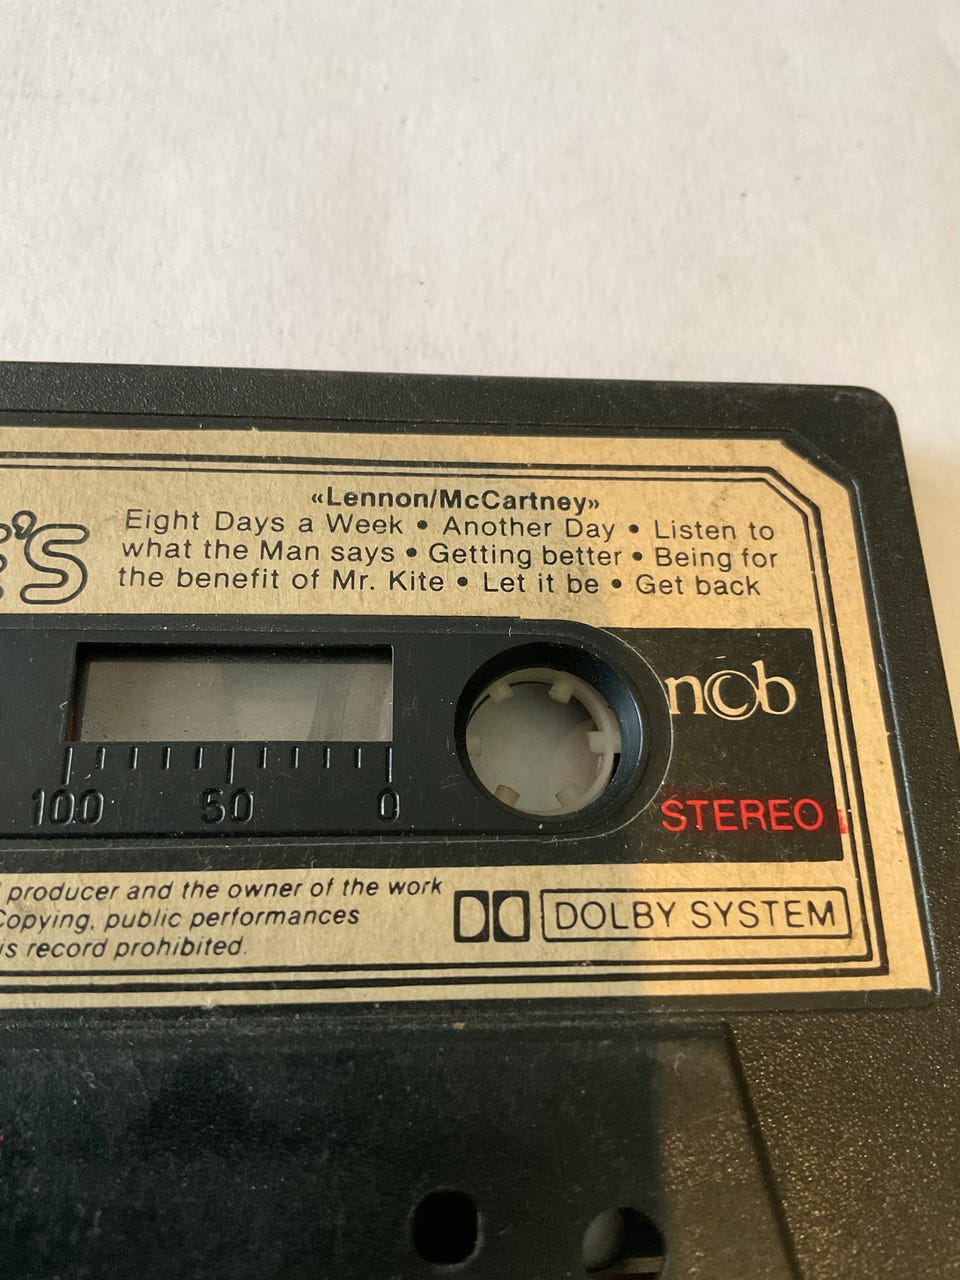 «Lennon/McCartney»
Eight Days a Week • Another Day • Listen to
what the Man says • Getting better • Being for
the benefit of Mr. Kite • Let it be • Get back
'S
ncb
100 50 0
STEREO
producer and the owner of the work
Copying, public performances
is record prohibited.
DOLBY SYSTEM